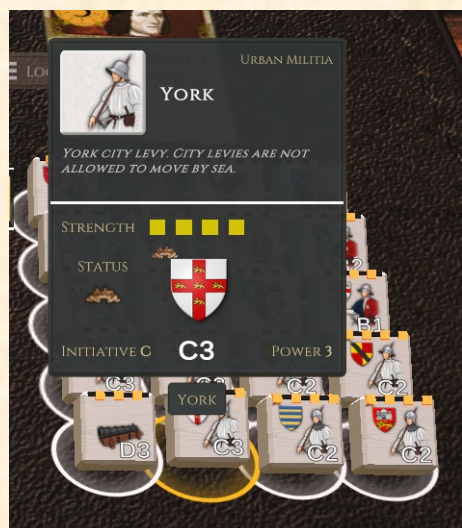 Urban Militia
York
York city levy. City levies are not
allowed to move by sea.
Strength
Status
Initiative C
C3
Power 3
B1
C3
C2
C2
York
D3
C3
C2
C2